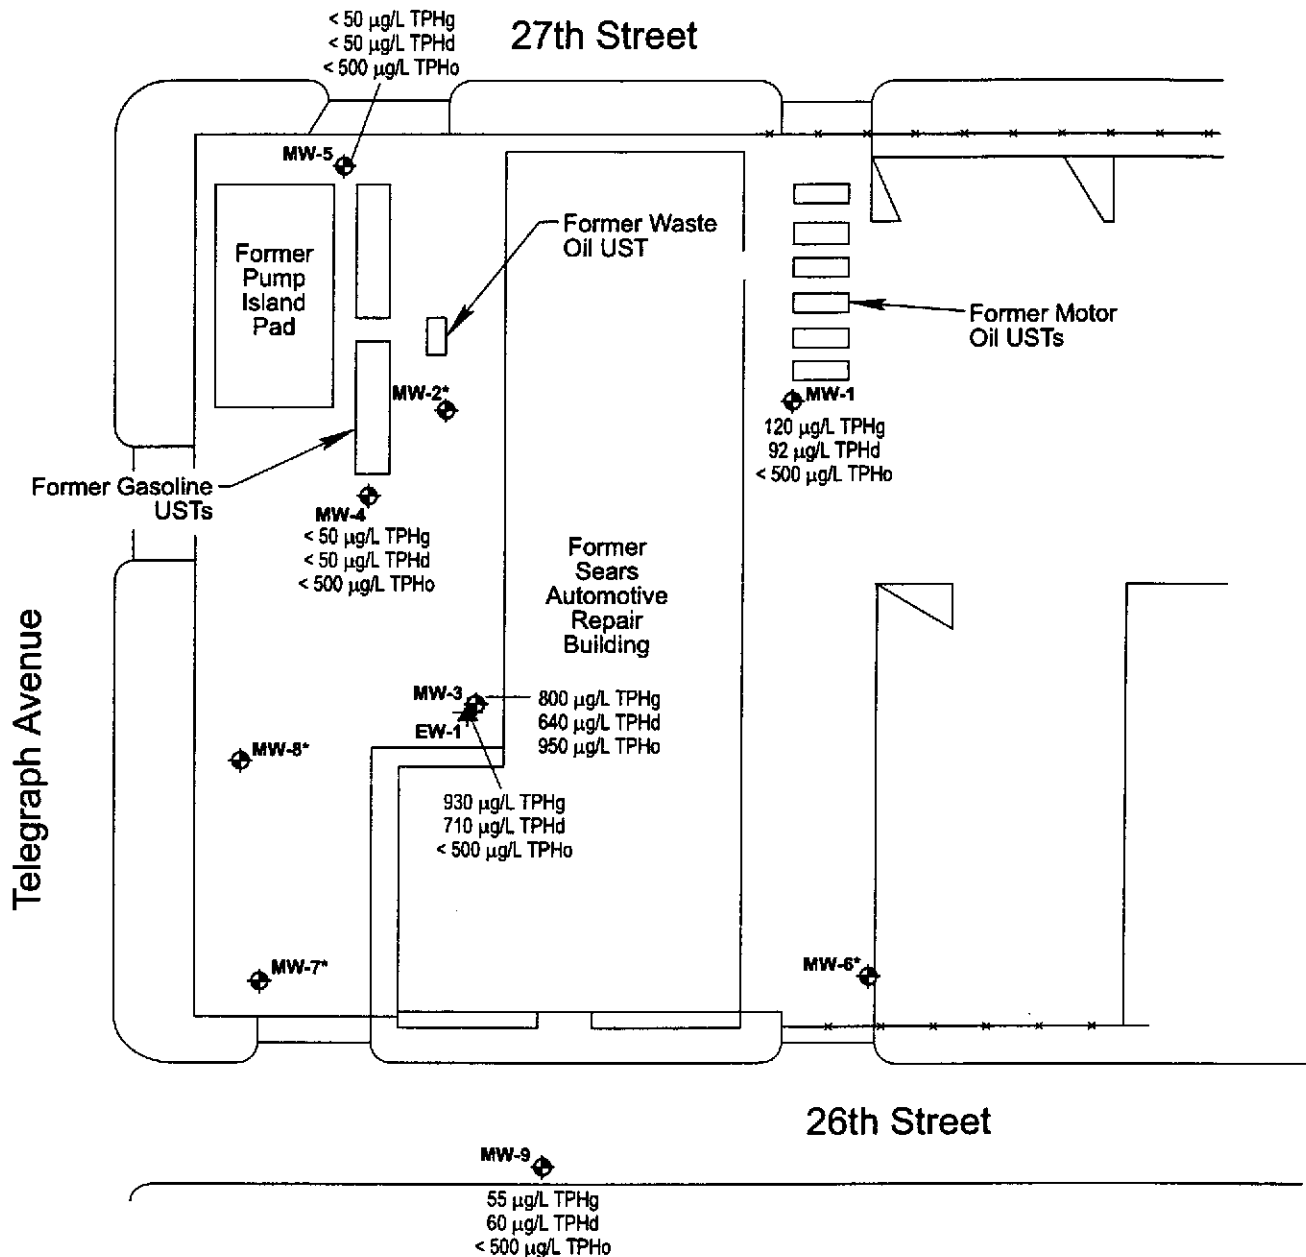 < 50 µg/L TPHg
< 50 µg/L TPHd
< 500 µg/L TPHo
27th Street
MW-5
Former
Pump
Island
Pad
Former Waste
Oil UST
Former Motor
Oil USTs
MW-2*
MW-1
120 µg/L TPHg
92 µg/L TPHd
< 500 µg/L TPHo
Former Gasoline
USTs
MW-4
< 50 µg/L TPHg
< 50 µg/L TPHd
< 500 µg/L TPHo
Former
Sears
Automotive
Repair
Building
Telegraph Avenue
MW-3
800 µg/L TPHg
640 µg/L TPHd
950 µg/L TPHo
EW-1
MW-8*
930 µg/L TPHg
710 µg/L TPHd
< 500 µg/L TPHo
MW-7*
MW-6*
26th Street
MW-9
55 µg/L TPHg
60 µg/L TPHd
< 500 µg/L TPHo